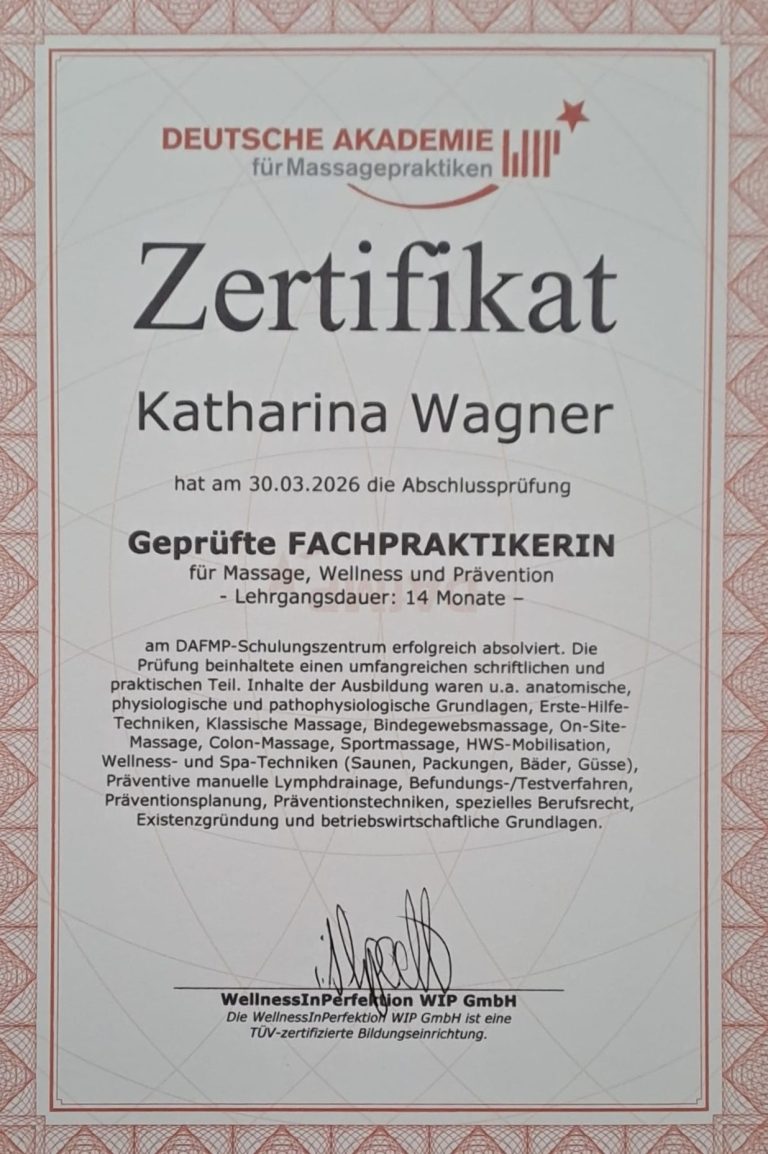 DEUTSCHE AKADEMIE
für Massagepraktiken
Zertifikat
Katharina Wagner
hat am 30.03.2026 die Abschlussprüfung
Geprüfte FACHPRAKTIKERIN
für Massage, Wellness und Prävention
- Lehrgangsdauer: 14 Monate –
am DAFMP-Schulungszentrum erfolgreich absolviert. Die
Prüfung beinhaltete einen umfangreichen schriftlichen und
praktischen Teil. Inhalte der Ausbildung waren u.a. anatomische,
physiologische und pathophysiologische Grundlagen, Erste-Hilfe-
Techniken, Klassische Massage, Bindegewebsmassage, On-Site-
Massage, Colon-Massage, Sportmassage, HWS-Mobilisation,
Wellness- und Spa-Techniken (Saunen, Packungen, Bäder, Güsse),
Präventive manuelle Lymphdrainage, Befundungs-/Testverfahren,
Präventionsplanung, Präventionstechniken, spezielles Berufsrecht,
Existenzgründung und betriebswirtschaftliche Grundlagen.
WellnessInPerfektion WIP GmbH
Die WellnessInPerfektion WIP GmbH ist eine
TÜV-zertifizierte Bildungseinrichtung.